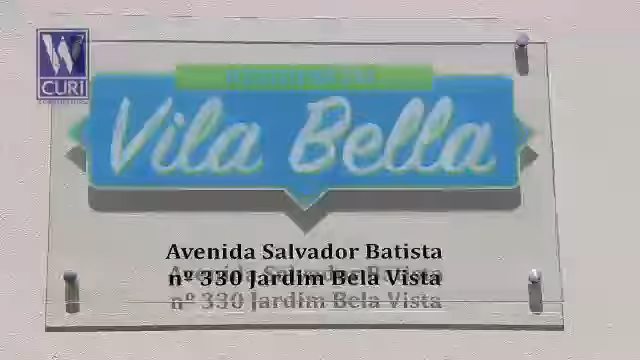 W
CURI
Vila Bella
Avenida Salvador Batista
nº 330 Jardim Bela Vista